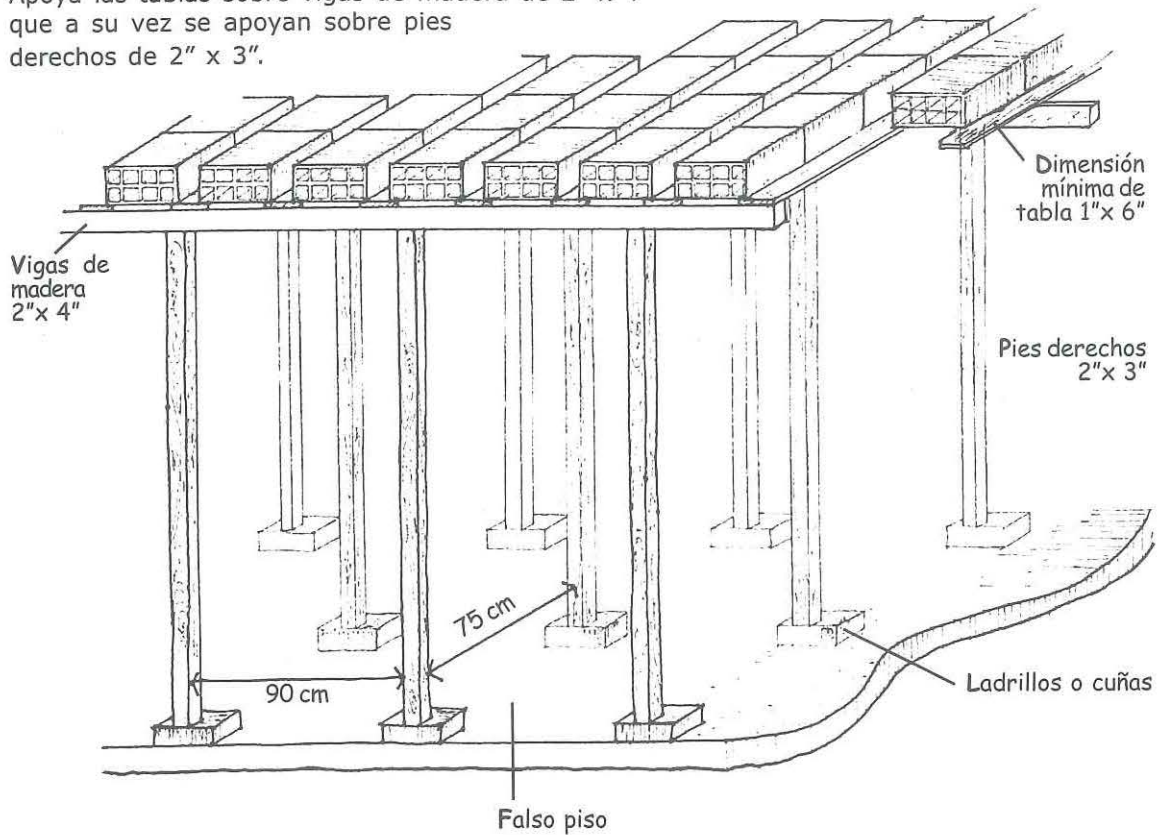 que a su vez se apoyan sobre pies
derechos de 2" x 3".
Dimensión
mínima de
tabla 1"x 6"
Vigas de
madera
2"x 4"
Pies derechos
2"x 3"
75 cm
90 cm
Ladrillos o cuñas
Falso piso